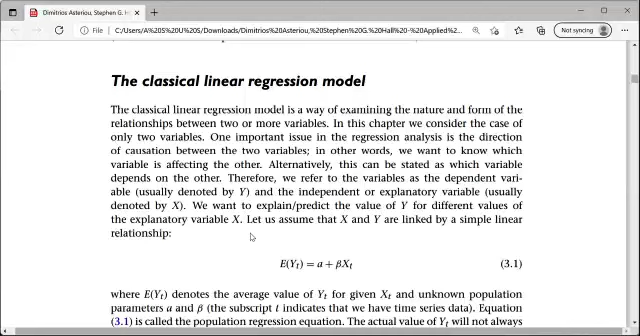 Dimitrios Asteriou, Stephen G. H
File C:/Users/A%20S%20U%20S/Downloads/Dimitrios%20Asteriou,%20Stephen%20G.%20Hall%20-%20Applied%2...
Not syncing
The classical linear regression model
The classical linear regression model is a way of examining the nature and form of the
relationships between two or more variables. In this chapter we consider the case of
only two variables. One important issue in the regression analysis is the direction
of causation between the two variables; in other words, we want to know which
variable is affecting the other. Alternatively, this can be stated as which variable
depends on the other. Therefore, we refer to the variables as the dependent vari-
able (usually denoted by Y) and the independent or explanatory variable (usually
denoted by X). We want to explain/predict the value of Y for different values of
the explanatory variable X. Let us assume that X and Y are linked by a simple linear
relationship:
E(Yₜ) = a + βXₜ (3.1)
where E(Yₜ) denotes the average value of Yₜ for given Xₜ and unknown population
parameters a and β (the subscript t indicates that we have time series data). Equation
(3.1) is called the population regression equation. The actual value of Yₜ will not always